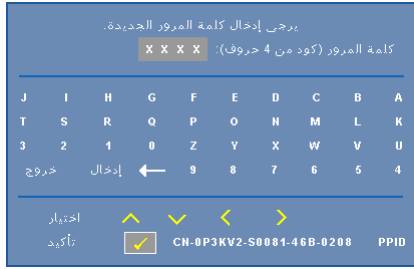 يرجى إدخال كلمة المرور الجديدة.
كلمة المرور (كود من 4 حروف): X X X X
A B C D E F G H I J
K L M N O P Q R S T
U V W X Y Z 0 1 2 3
4 5 6 7 8 9 ← إدخال خروج
اختيار
تأكيد CN-0P3KV2-S0081-46B-0208 PPID